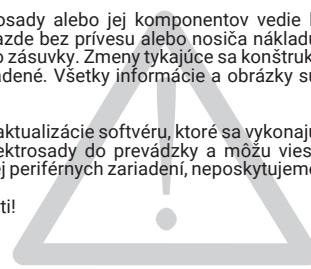 osady alebo jej komponentov vedie
azde bez prívesu alebo nosiča náklad
o zásuvky. Zmeny týkajúce sa konštruk
adené. Všetky informácie a obrázky s
aktualizácie softvéru, ktoré sa vykonaj
ektrosady do prevádzky a môžu vies
ej periférnych zariadení, neposkytujem
ti!